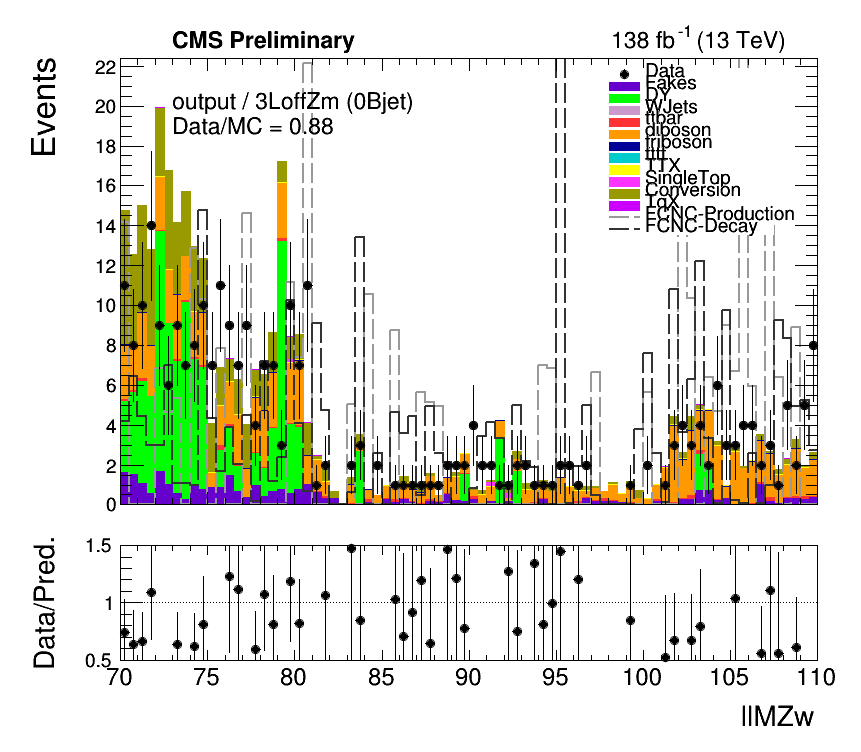 CMS Preliminary
138 fb⁻¹ (13 TeV)
Events
output / 3LoffZm (0Bjet)
Data/MC = 0.88
Data
Fakes
DY
WJets
ttbar
diboson
triboson
tttt
TTX
SingleTop
Conversion
TqX
FCNC-Production
FCNC-Decay
22
20
18
16
14
12
10
8
6
4
2
0
Data/Pred.
1.5
1
0.5
70 75 80 85 90 95 100 105 110
llMZw